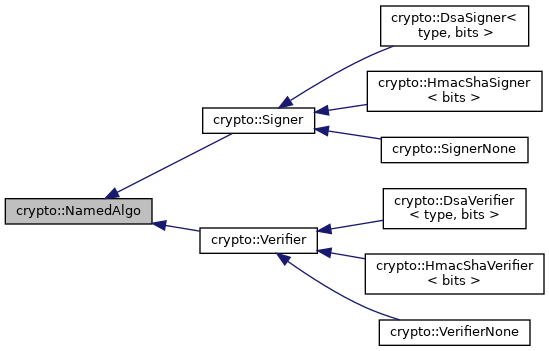 crypto::DsaSigner<
type, bits >
crypto::HmacShaSigner
< bits >
crypto::Signer
crypto::SignerNone
crypto::NamedAlgo
crypto::DsaVerifier
< type, bits >
crypto::Verifier
crypto::HmacShaVerifier
< bits >
crypto::VerifierNone